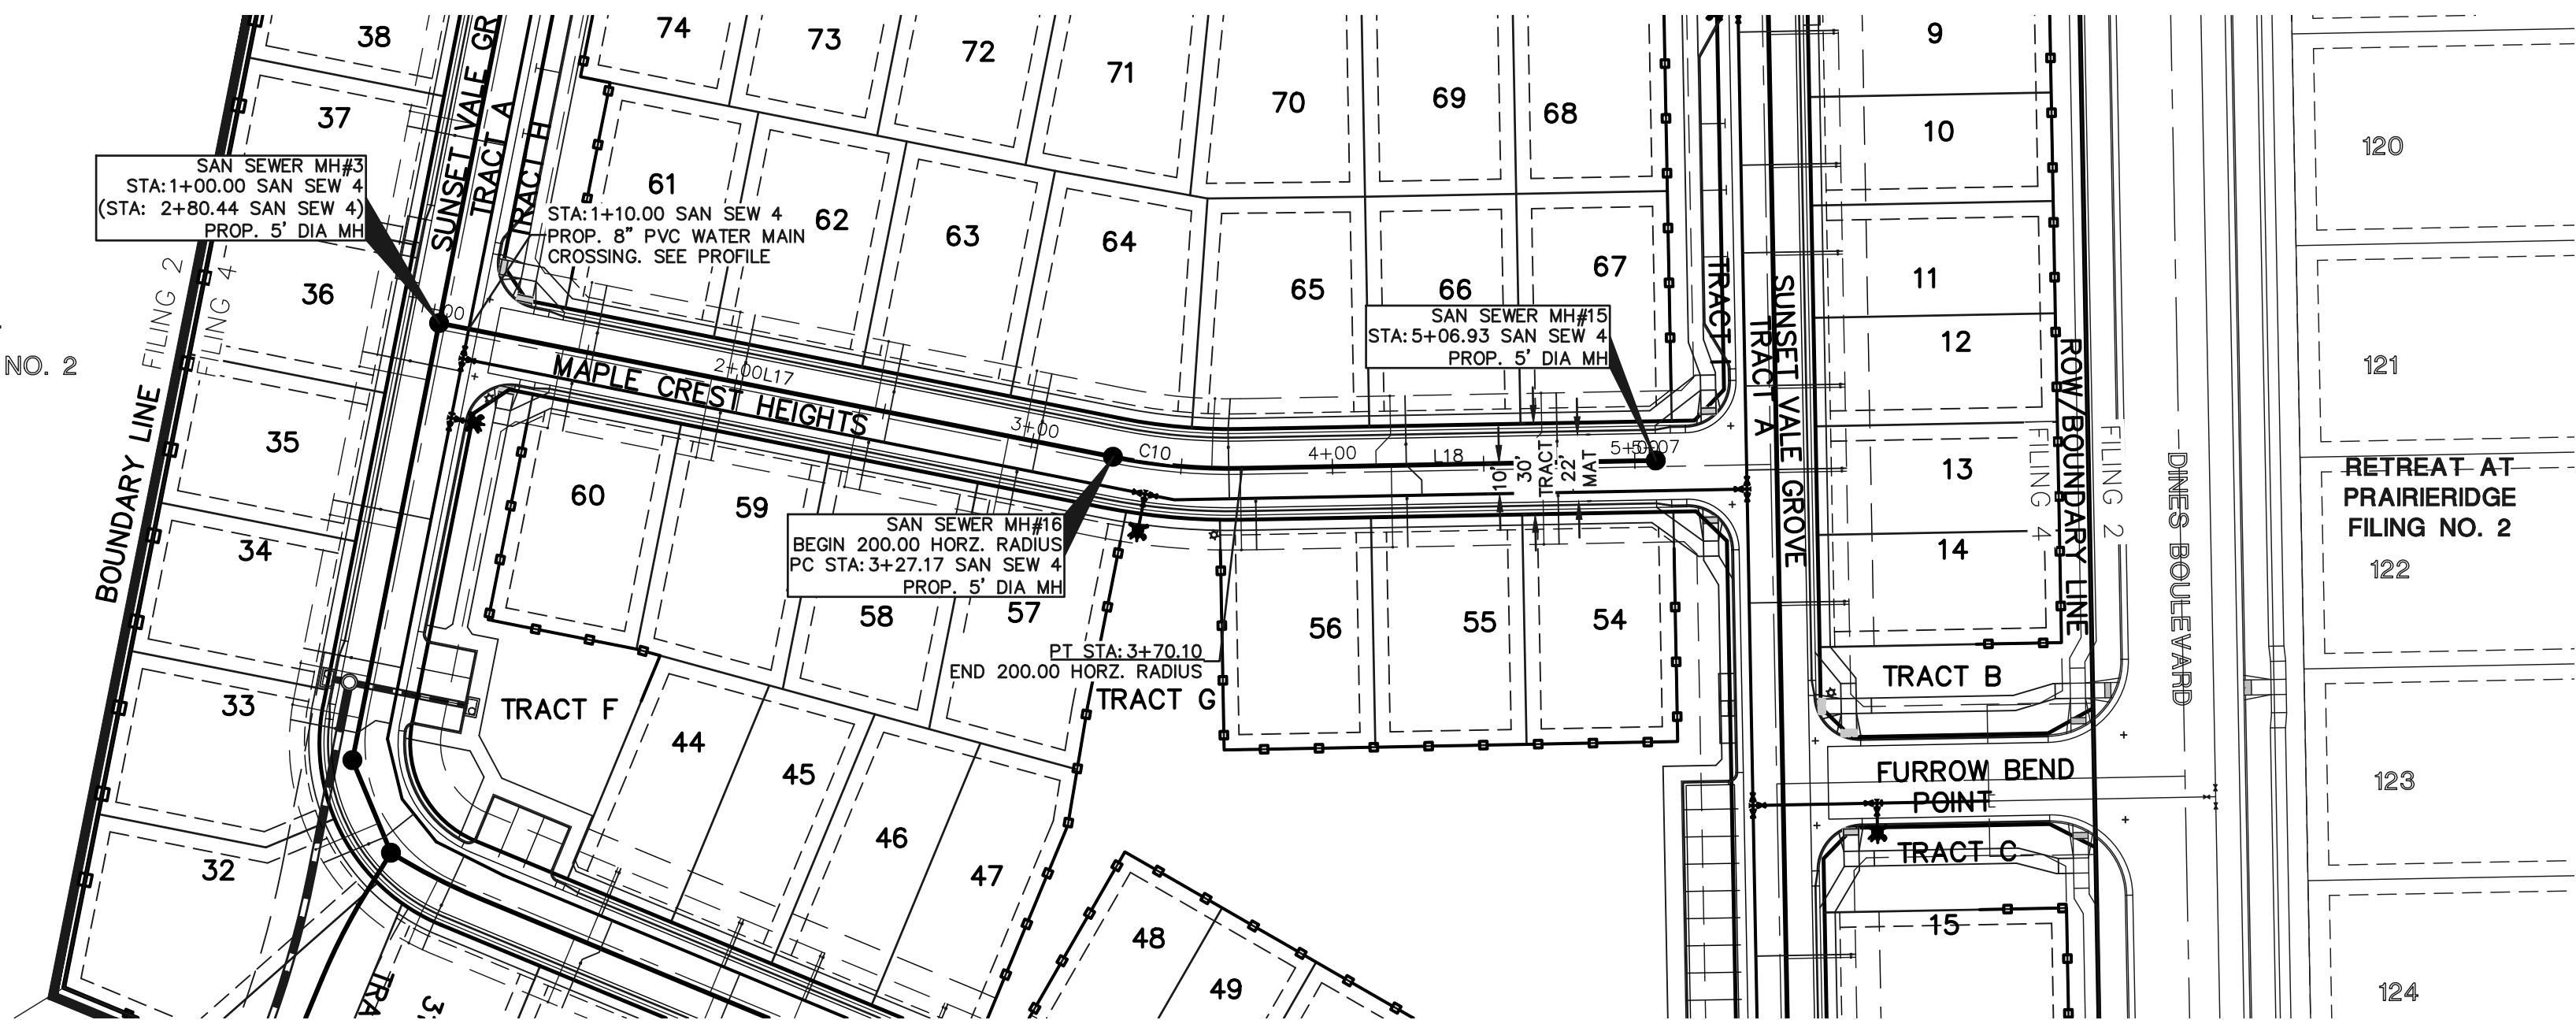 38
74
73
72
71
70
69
68
9
37
10
120
SUNSET VALE GR
TRACT A
TRACT H
SAN SEWER MH#3
STA:1+00.00 SAN SEW 4
(STA: 2+80.44 SAN SEW 4)
PROP. 5' DIA MH
61
62
63
64
STA:1+10.00 SAN SEW 4
PROP. 8" PVC WATER MAIN
CROSSING. SEE PROFILE
65
66
67
11
36
FILING 2
FILING 4
NO. 2
BOUNDARY LINE
SAN SEWER MH#15
STA:5+06.93 SAN SEW 4
PROP. 5' DIA MH
TRACT I
TRACT A
SUNSET VALE GROVE
12
ROW/BOUNDARY LINE
121
2+00
L17
MAPLE CREST HEIGHTS
3+00
C10
4+00
L18
10'
30'
TRACT
22'
MAT
35
13
FILING 4
FILING 2
DINES BOULEVARD
RETREAT AT
PRAIRIERIDGE
FILING NO. 2
60
59
SAN SEWER MH#16
BEGIN 200.00 HORZ. RADIUS
PC STA:3+27.17 SAN SEW 4
PROP. 5' DIA MH
34
14
122
58
57
56
55
54
PT STA:3+70.10
END 200.00 HORZ. RADIUS
TRACT G
TRACT B
33
TRACT F
44
45
FURROW BEND
POINT
123
32
46
47
TRACT C
48
49
15
124
TRA